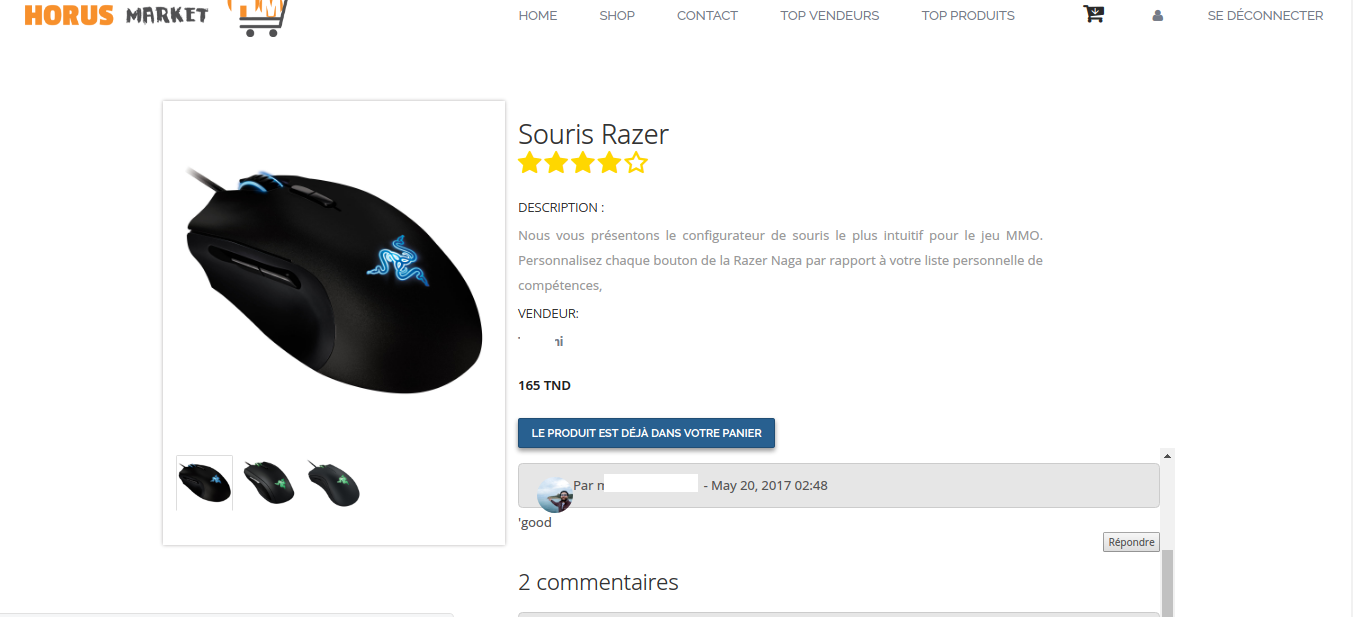 HORUS MARKET
HM
HOME SHOP CONTACT TOP VENDEURS TOP PRODUITS SE DÉCONNECTER
Souris Razer
DESCRIPTION :
Nous vous présentons le configurateur de souris le plus intuitif pour le jeu MMO.
Personnalisez chaque bouton de la Razer Naga par rapport à votre liste personnelle de
compétences,
VENDEUR:
165 TND
LE PRODUIT EST DÉJÀ DANS VOTRE PANIER
Par - May 20, 2017 02:48
'good
Répondre
2 commentaires